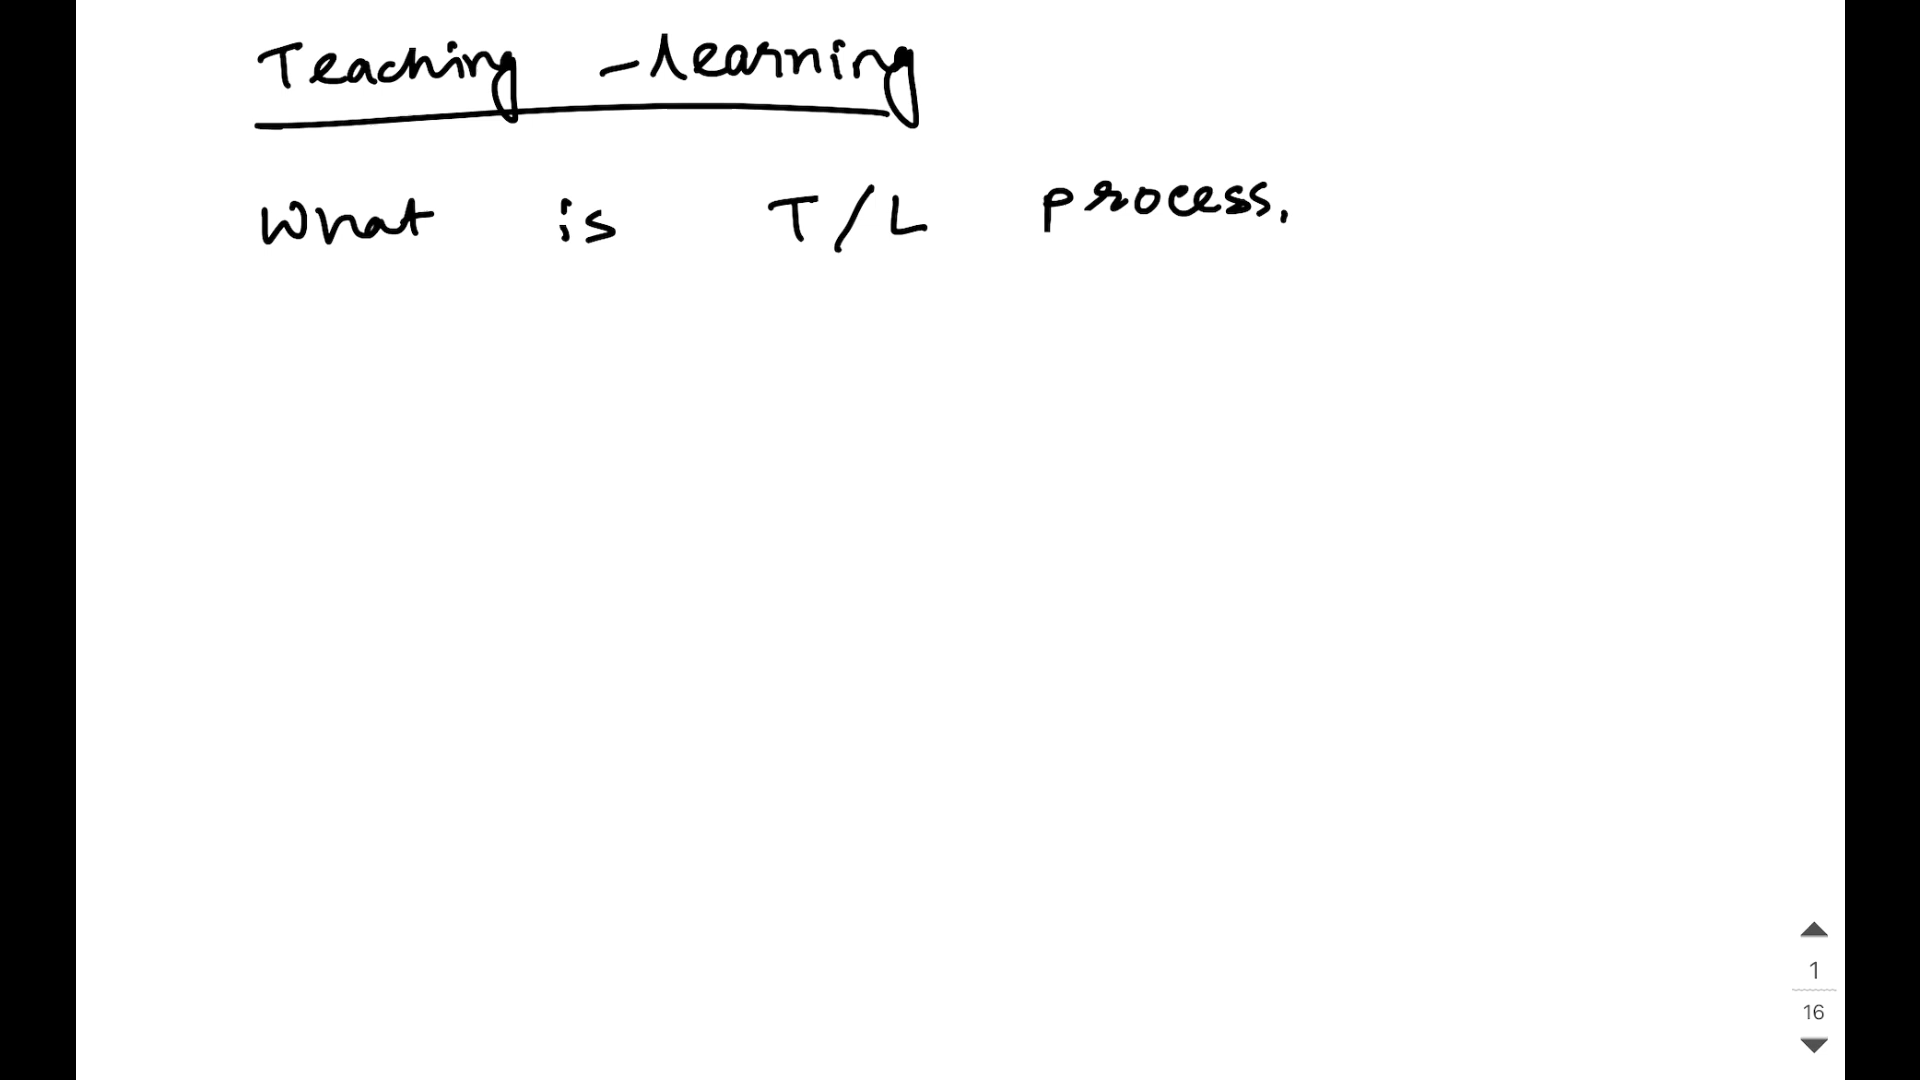 Teaching - learning
What is T/L process.
1
16